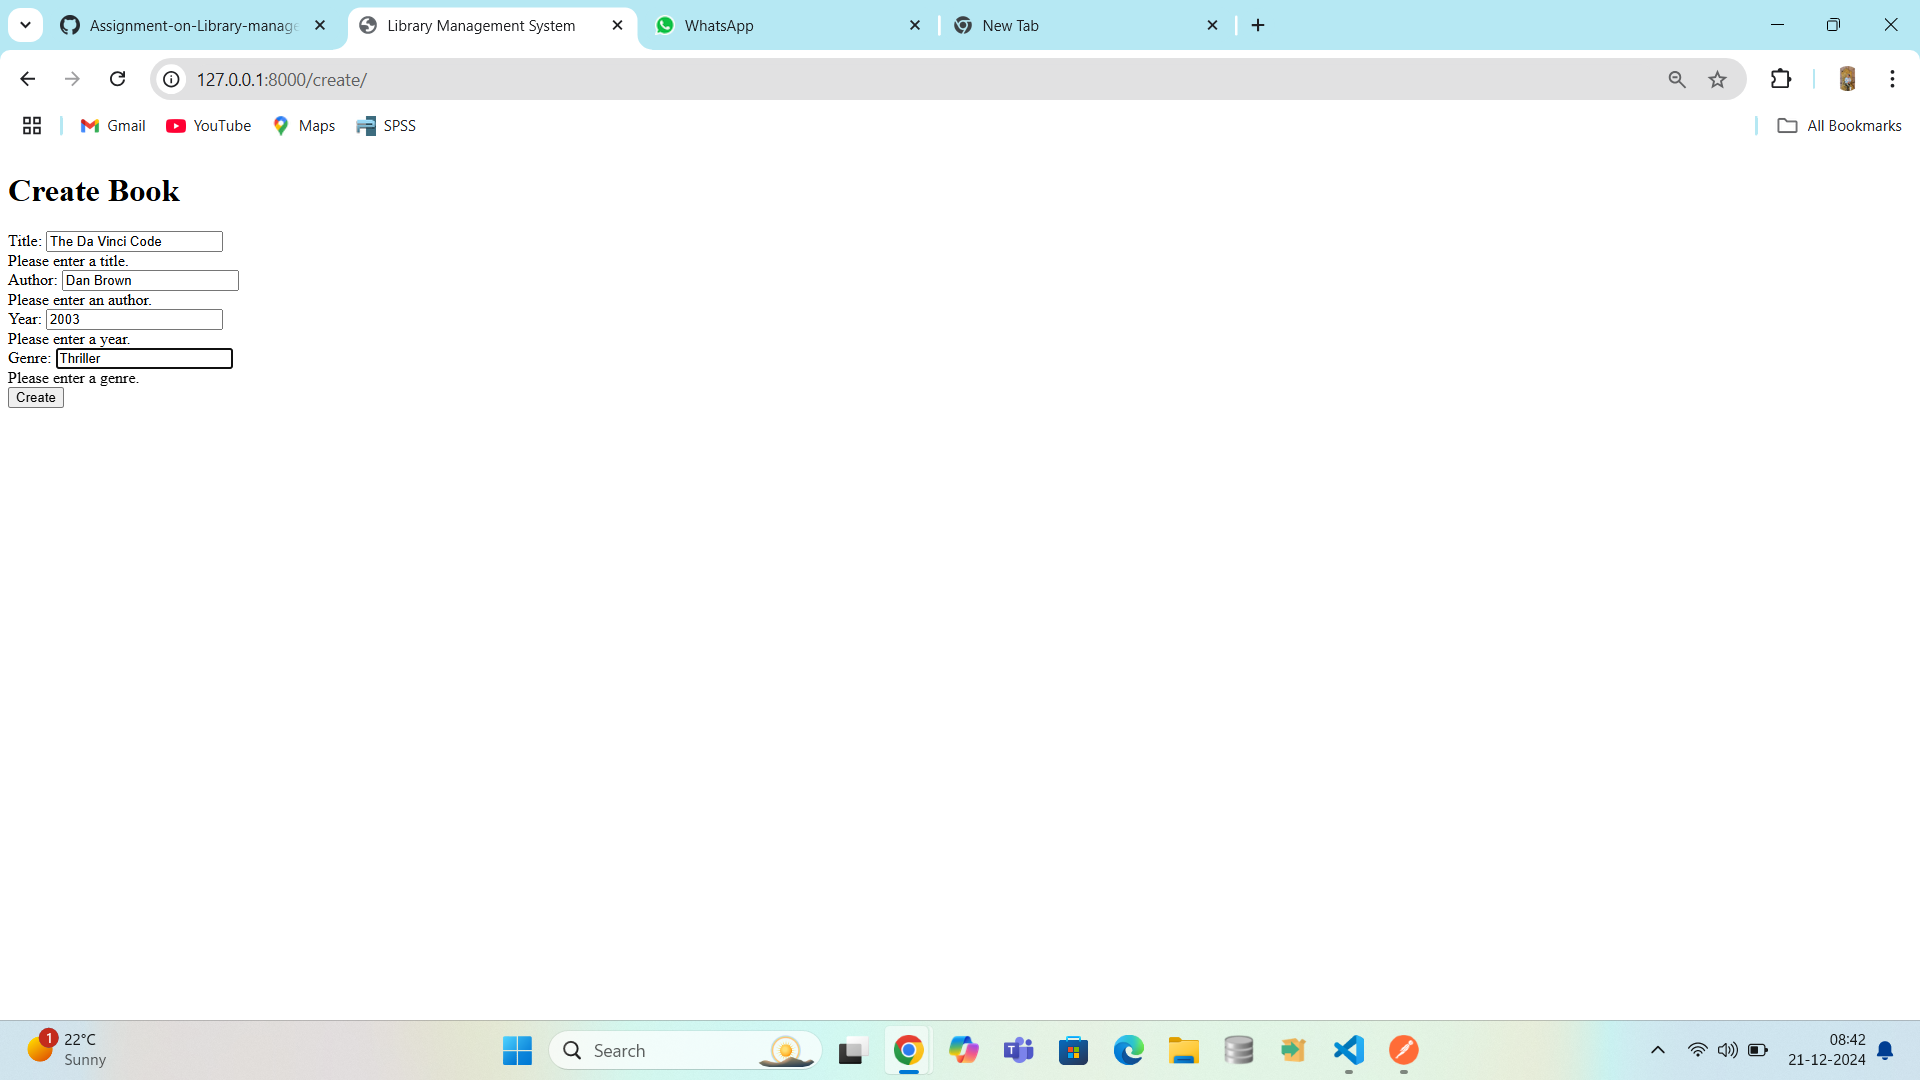 Assignment-on-Library-manage
Library Management System
WhatsApp
New Tab
127.0.0.1:8000/create/
Gmail
YouTube
Maps
SPSS
All Bookmarks
Create Book
Title: The Da Vinci Code
Please enter a title.
Author: Dan Brown
Please enter an author.
Year: 2003
Please enter a year.
Genre: Thriller
Please enter a genre.
Create
1
22°C
Sunny
Search
08:42
21-12-2024